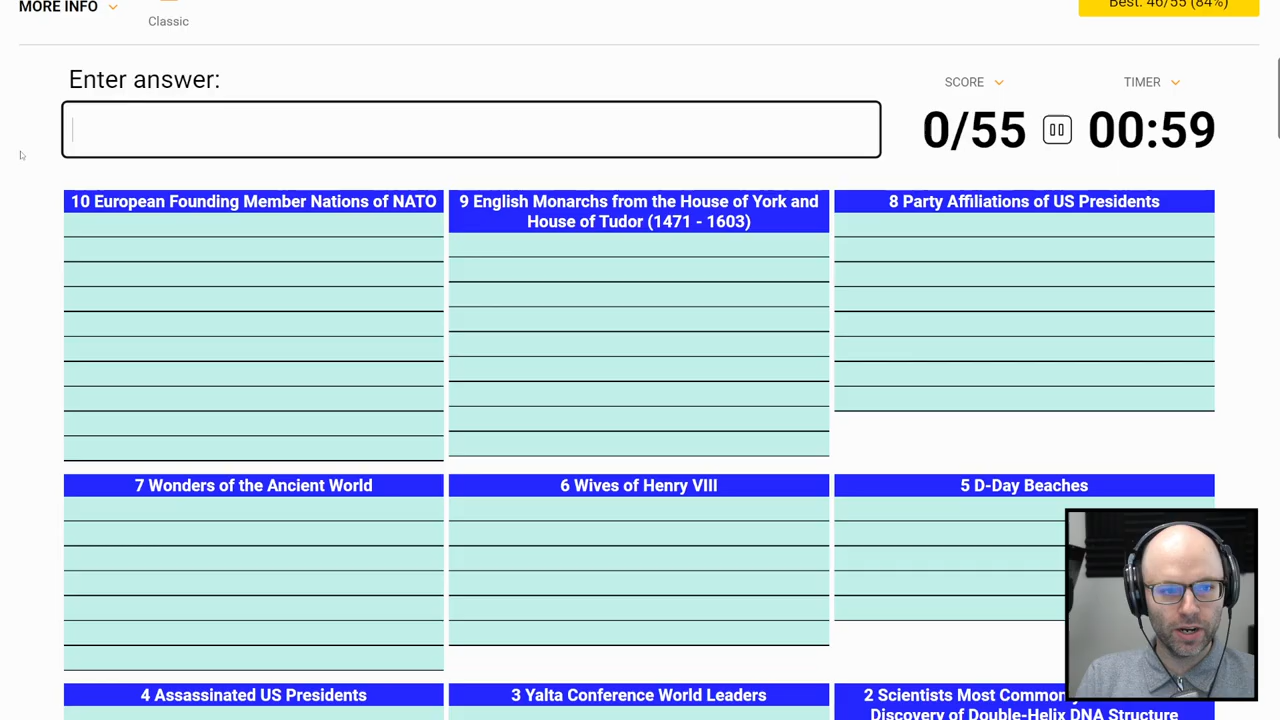 MORE INFO
Classic
Best: 46/55 (84%)
Enter answer:
SCORE
TIMER
0/55
00:59
10 European Founding Member Nations of NATO
9 English Monarchs from the House of York and
House of Tudor (1471 - 1603)
8 Party Affiliations of US Presidents
7 Wonders of the Ancient World
6 Wives of Henry VIII
5 D-Day Beaches
4 Assassinated US Presidents
3 Yalta Conference World Leaders
2 Scientists Most Common
Discovery of Double-Helix DNA Structure